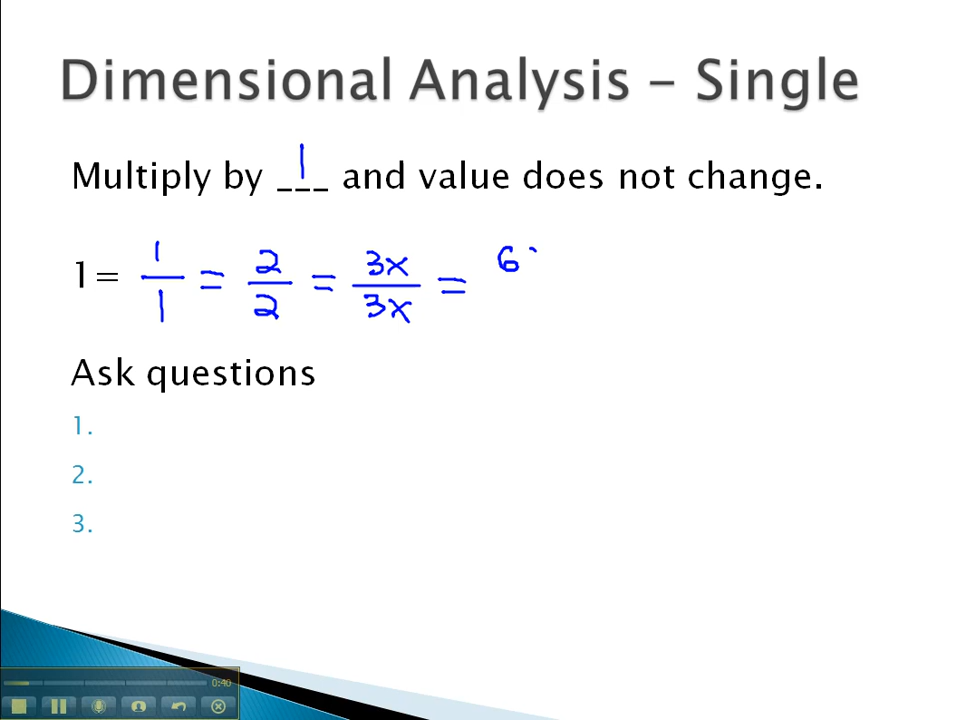 Dimensional Analysis – Single
Multiply by _1_ and value does not change.
1 = 1/1 = 2/2 = 3x/3x = 6
Ask questions
1.
2.
3.
0:40